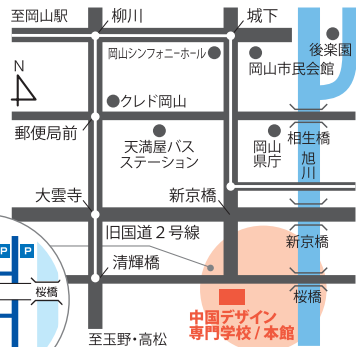 至岡山駅
柳川
城下
岡山シンフォニーホール
後楽園
岡山市民会館
N
クレド岡山
郵便局前
天満屋バス
ステーション
岡山
県庁
相生橋
旭川
大雲寺
新京橋
旧国道2号線
新京橋
P
P
清輝橋
桜橋
桜橋
中国デザイン
専門学校/本館
至玉野・高松